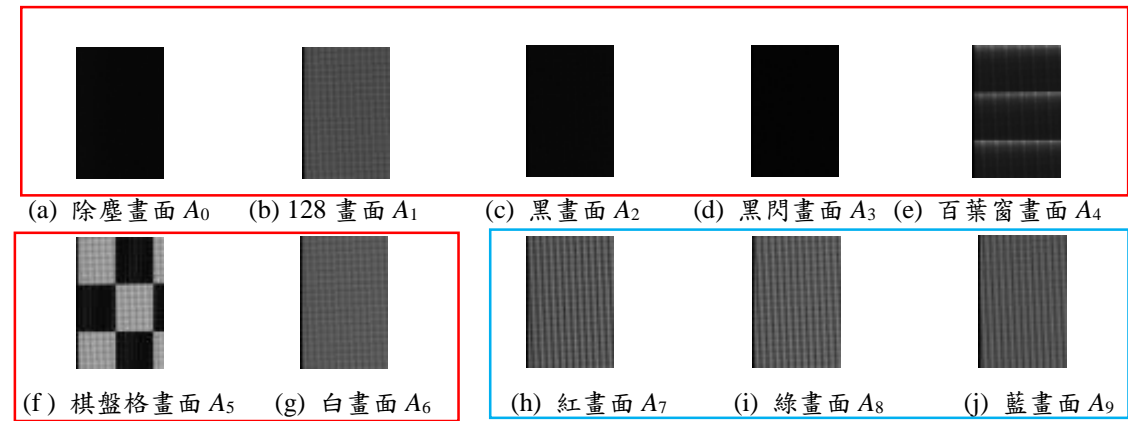 (a) 除塵畫面 A0 (b) 128 畫面 A1 (c) 黑畫面 A2 (d) 黑閃畫面 A3 (e) 百葉窗畫面 A4
(f ) 棋盤格畫面 A5 (g) 白畫面 A6 (h) 紅畫面 A7 (i) 綠畫面 A8 (j) 藍畫面 A9